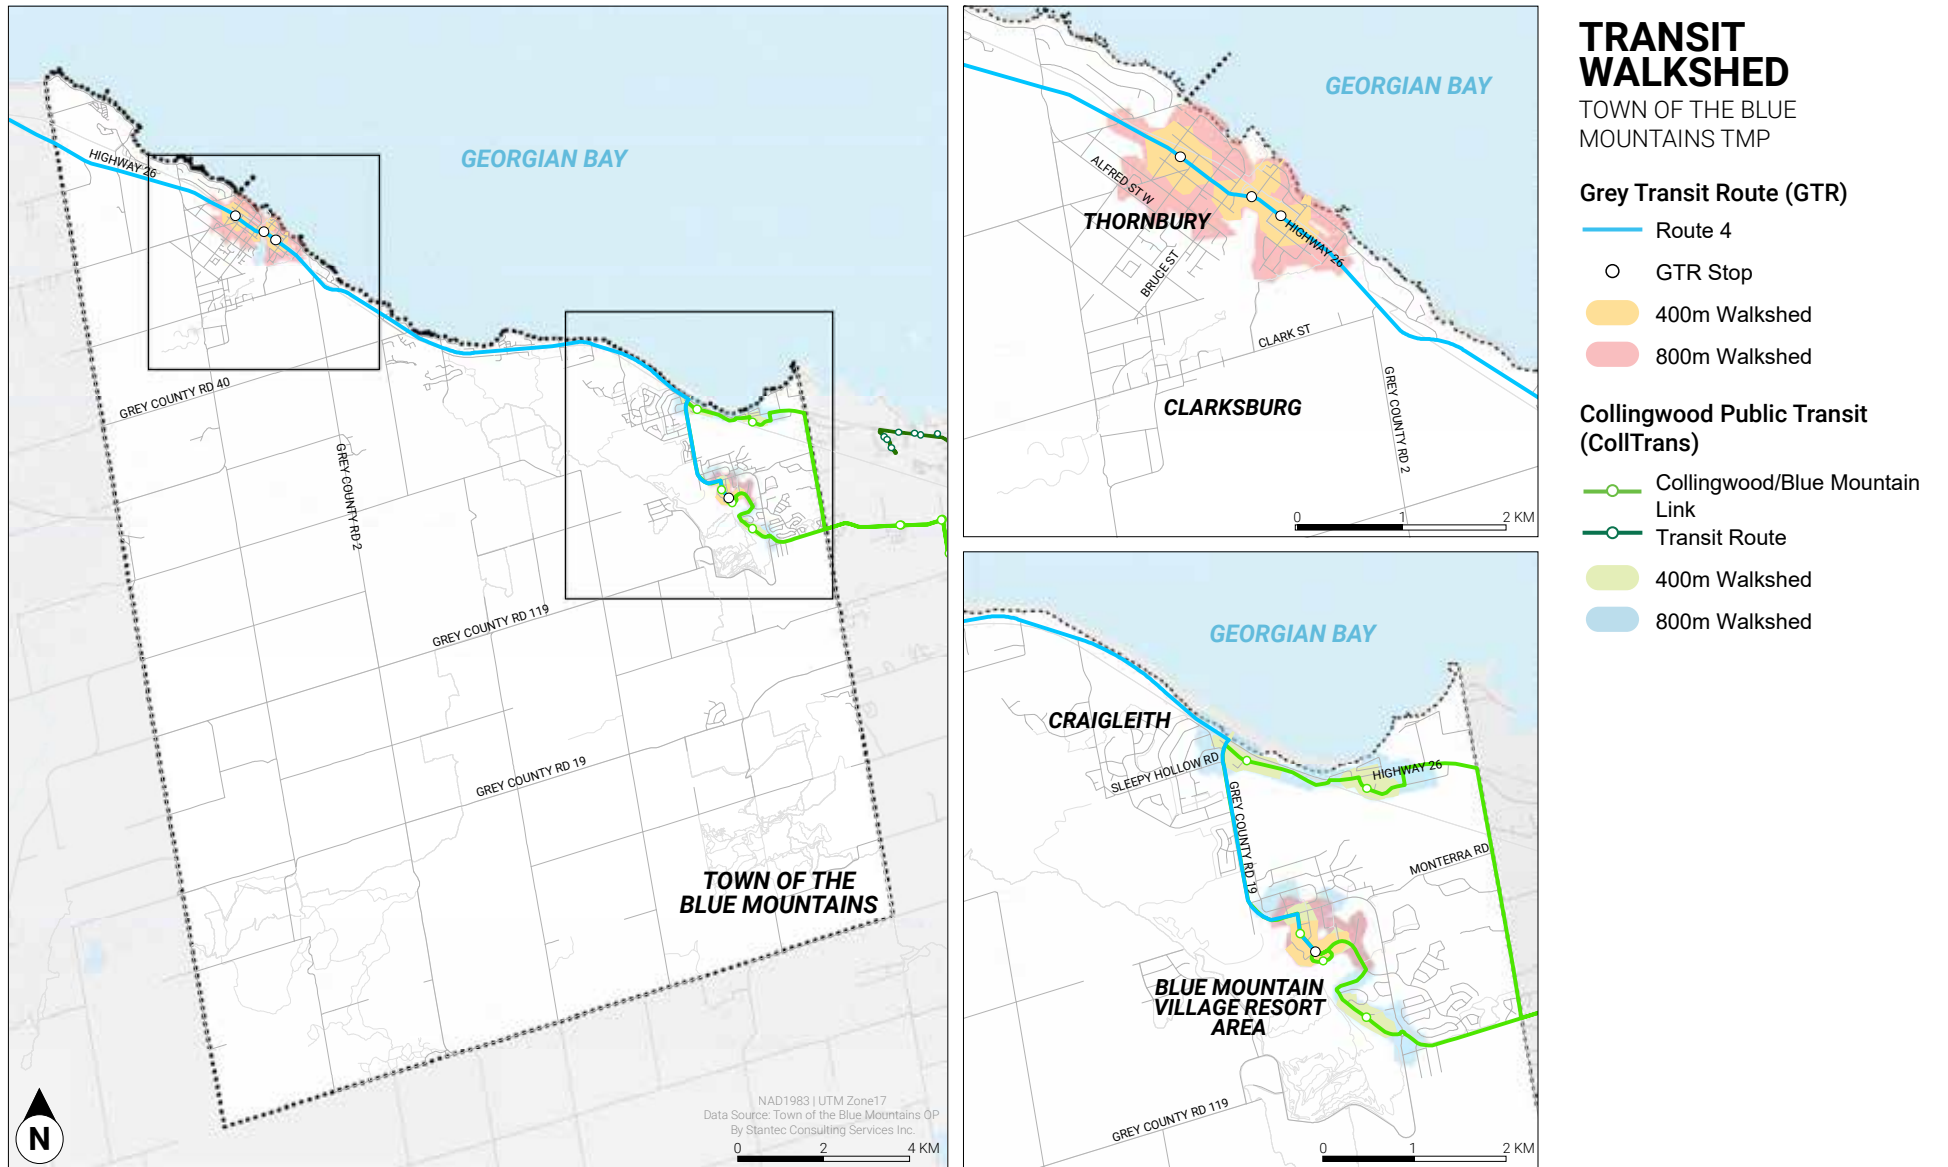 GEORGIAN BAY
HIGHWAY 26
GREY COUNTY RD 40
GREY COUNTY RD 2
GREY COUNTY RD 119
GREY COUNTY RD 19
TOWN OF THE
BLUE MOUNTAINS
N
NAD1983 | UTM Zone17
Data Source: Town of the Blue Mountains OP
By Stantec Consulting Services Inc.
0 2 4 KM
GEORGIAN BAY
ALFRED ST W
THORNBURY
HIGHWAY 26
BRUCE ST
CLARK ST
GREY COUNTY RD 2
CLARKSBURG
0 1 2 KM
GEORGIAN BAY
CRAIGLEITH
SLEEPY HOLLOW RD
HIGHWAY 26
GREY COUNTY RD 19
MONTERRA RD
BLUE MOUNTAIN
VILLAGE RESORT
AREA
GREY COUNTY RD 119
0 1 2 KM
TRANSIT
WALKSHED
TOWN OF THE BLUE
MOUNTAINS TMP
Grey Transit Route (GTR)
Route 4
GTR Stop
400m Walkshed
800m Walkshed
Collingwood Public Transit
(CollTrans)
Collingwood/Blue Mountain
Link
Transit Route
400m Walkshed
800m Walkshed